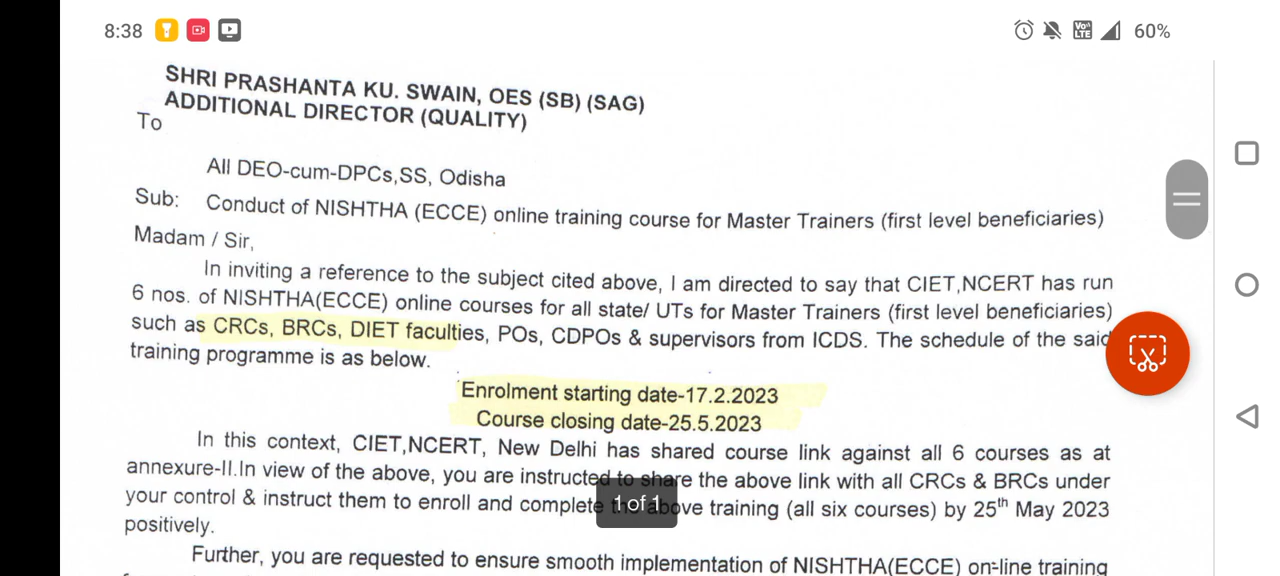 8:38
Vo LTE 60%
SHRI PRASHANTA KU. SWAIN, OES (SB) (SAG)
ADDITIONAL DIRECTOR (QUALITY)
To
All DEO-cum-DPCs,SS, Odisha
Sub: Conduct of NISHTHA (ECCE) online training course for Master Trainers (first level beneficiaries)
Madam / Sir,
In inviting a reference to the subject cited above, I am directed to say that CIET,NCERT has run
6 nos. of NISHTHA(ECCE) online courses for all state/ UTs for Master Trainers (first level beneficiaries)
such as CRCs, BRCs, DIET faculties, POs, CDPOs & supervisors from ICDS. The schedule of the said
training programme is as below.
Enrolment starting date-17.2.2023
Course closing date-25.5.2023
In this context, CIET,NCERT, New Delhi has shared course link against all 6 courses as at
annexure-II.In view of the above, you are instructed to share the above link with all CRCs & BRCs under
your control & instruct them to enroll and complete the above training (all six courses) by 25th May 2023
1 of 1
positively.
Further, you are requested to ensure smooth implementation of NISHTHA(ECCE) on-line training